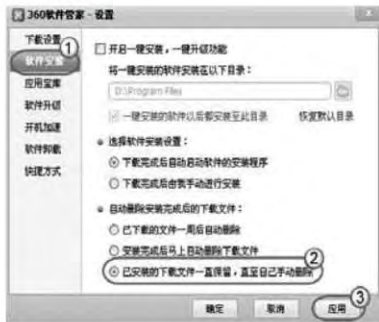 360软件管家 - 设置
下载设置
软件安装
应用宝库
软件升级
开机加速
软件卸载
快捷方式
①
开启一键安装，一键升级功能
将一键安装的软件安装在以下目录：
D:\Program Files
一键安装的软件以后都安装至此目录 恢复默认目录
选择软件安装设置：
下载完成后自动启动软件的安装程序
下载完成后由我手动进行安装
自动删除安装完成后的下载文件：
已下载的文件一周后自动删除
安装完成后马上自动删除下载文件
②
已安装的下载文件一直保留，直至自己手动删除
③
确定 取消 应用